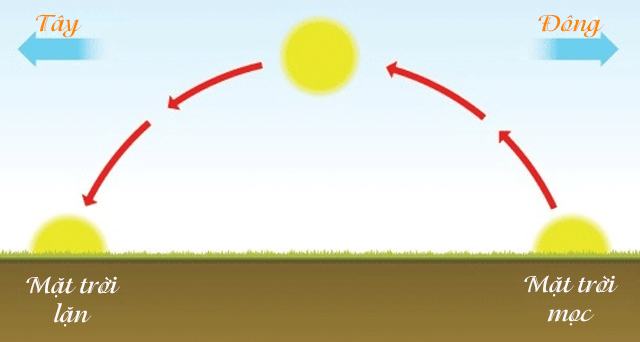 Tây
Đông
Mặt trời
lặn
Mặt trời
mọc